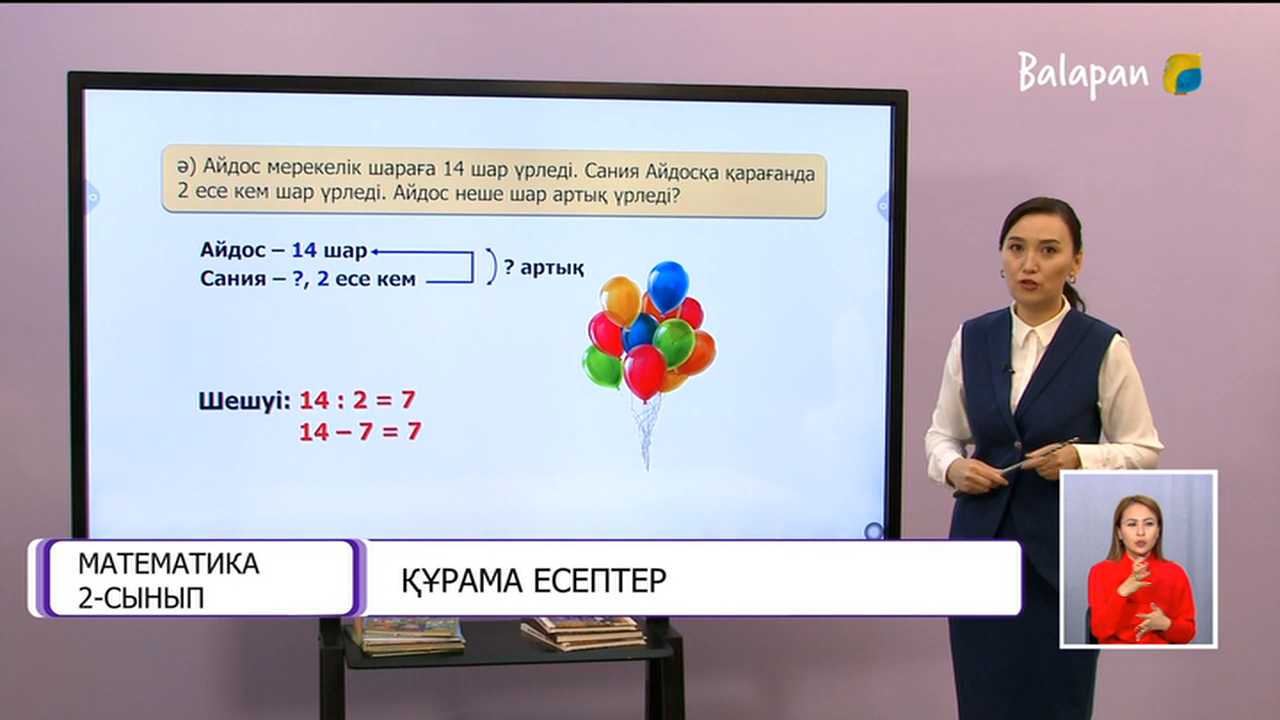 Balapan
ә) Айдос мерекелік шараға 14 шар үрледі. Сания Айдосқа қарағанда
2 есе кем шар үрледі. Айдос неше шар артық үрледі?
Айдос – 14 шар
Сания – ?, 2 есе кем
? артық
Шешуі: 14 : 2 = 7
14 – 7 = 7
МАТЕМАТИКА
2-СЫНЫП
ҚҰРАМА ЕСЕПТЕР